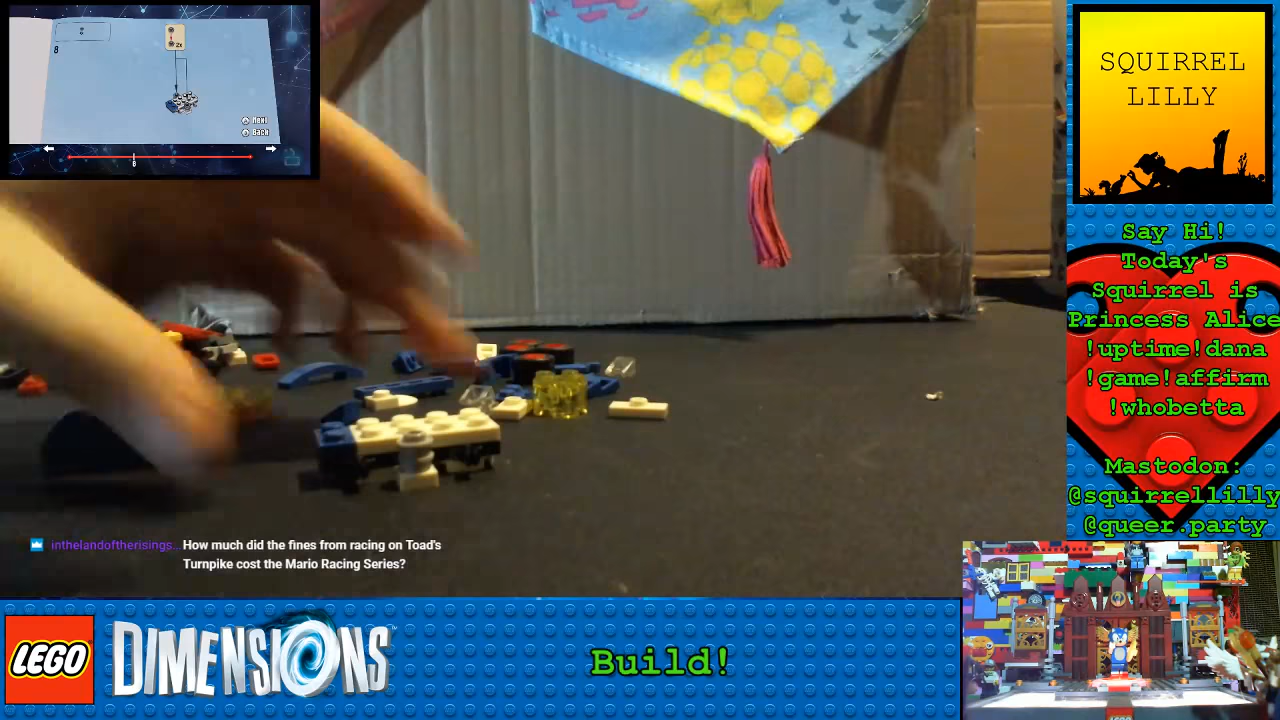 8
2x
Next
Back
8
SQUIRREL
LILLY
Say Hi!
Today's
Squirrel is
Princess Alice
!uptime!dana
!game!affirm
!whobetta
Mastodon:
@squirrellilly
@queer.party
inthelandoftherisings... How much did the fines from racing on Toad's
Turnpike cost the Mario Racing Series?
LEGO DIMENSIONS™
Build!